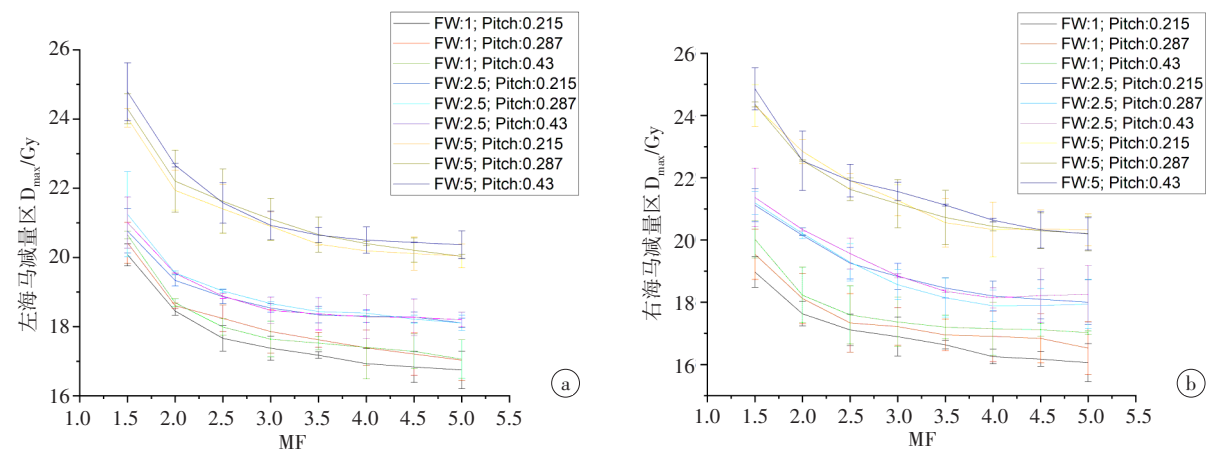 FW:1; Pitch:0.215
FW:1; Pitch:0.287
FW:1; Pitch:0.43
FW:2.5; Pitch:0.215
FW:2.5; Pitch:0.287
FW:2.5; Pitch:0.43
FW:5; Pitch:0.215
FW:5; Pitch:0.287
FW:5; Pitch:0.43
左海马减量区 Dmax/Gy
26
24
22
20
18
16
1.0 1.5 2.0 2.5 3.0 3.5 4.0 4.5 5.0 5.5
MF
a
FW:1; Pitch:0.215
FW:1; Pitch:0.287
FW:1; Pitch:0.43
FW:2.5; Pitch:0.215
FW:2.5; Pitch:0.287
FW:2.5; Pitch:0.43
FW:5; Pitch:0.215
FW:5; Pitch:0.287
FW:5; Pitch:0.43
右海马减量区 Dmax/Gy
26
24
22
20
18
16
1.0 1.5 2.0 2.5 3.0 3.5 4.0 4.5 5.0 5.5
MF
b